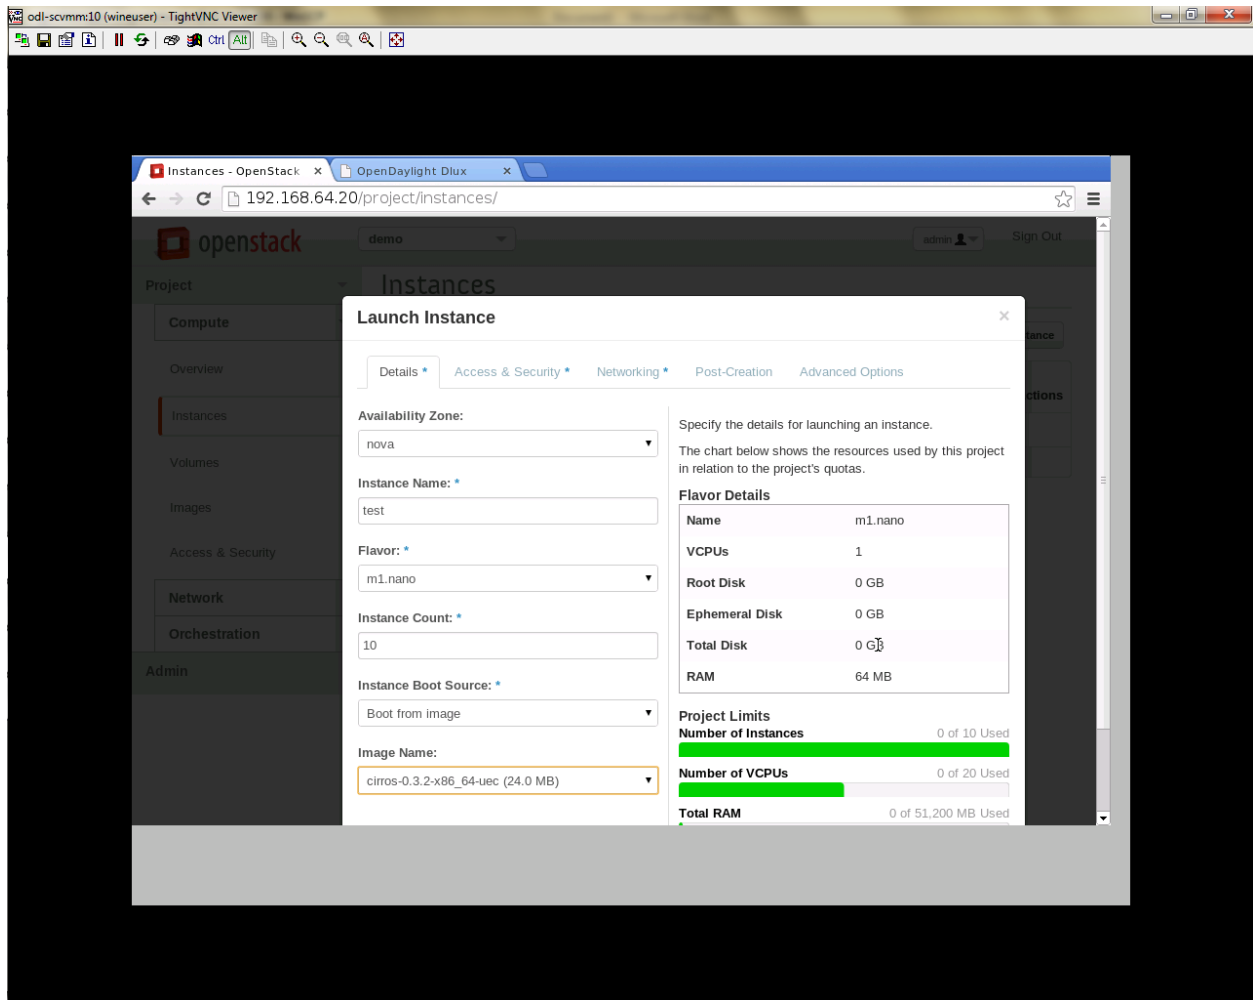 odl-scvmm:10 (wineuser) - TightVNC Viewer
Ctrl Alt
Instances - OpenStack × OpenDaylight Dlux ×
192.168.64.20/project/instances/
openstack demo admin Sign Out
Project Instances
Compute
Overview
Instances
Volumes
Images
Access & Security
Network
Orchestration
Admin
tance
ctions
Launch Instance ×
Details * Access & Security * Networking * Post-Creation Advanced Options
Availability Zone:
nova
Instance Name: *
test
Flavor: *
m1.nano
Instance Count: *
10
Instance Boot Source: *
Boot from image
Image Name:
cirros-0.3.2-x86_64-uec (24.0 MB)
Specify the details for launching an instance.
The chart below shows the resources used by this project
in relation to the project's quotas.
Flavor Details
Name m1.nano
VCPUs 1
Root Disk 0 GB
Ephemeral Disk 0 GB
Total Disk 0 GB
RAM 64 MB
Project Limits
Number of Instances 0 of 10 Used
Number of VCPUs 0 of 20 Used
Total RAM 0 of 51,200 MB Used